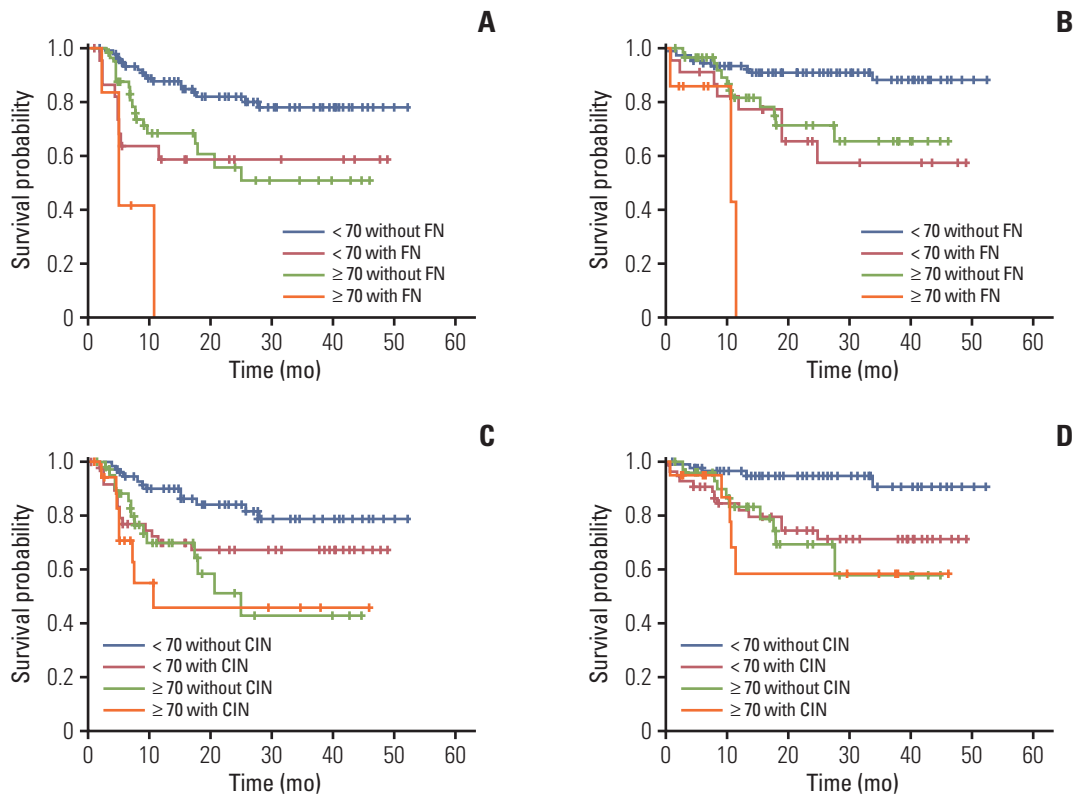 A
Survival probability
1.0
0.8
0.6
0.4
0.2
0
< 70 without FN
< 70 with FN
≥ 70 without FN
≥ 70 with FN
0 10 20 30 40 50 60
Time (mo)
B
Survival probability
1.0
0.8
0.6
0.4
0.2
0
< 70 without FN
< 70 with FN
≥ 70 without FN
≥ 70 with FN
0 10 20 30 40 50 60
Time (mo)
C
Survival probability
1.0
0.8
0.6
0.4
0.2
0
< 70 without CIN
< 70 with CIN
≥ 70 without CIN
≥ 70 with CIN
0 10 20 30 40 50 60
Time (mo)
D
Survival probability
1.0
0.8
0.6
0.4
0.2
0
< 70 without CIN
< 70 with CIN
≥ 70 without CIN
≥ 70 with CIN
0 10 20 30 40 50 60
Time (mo)